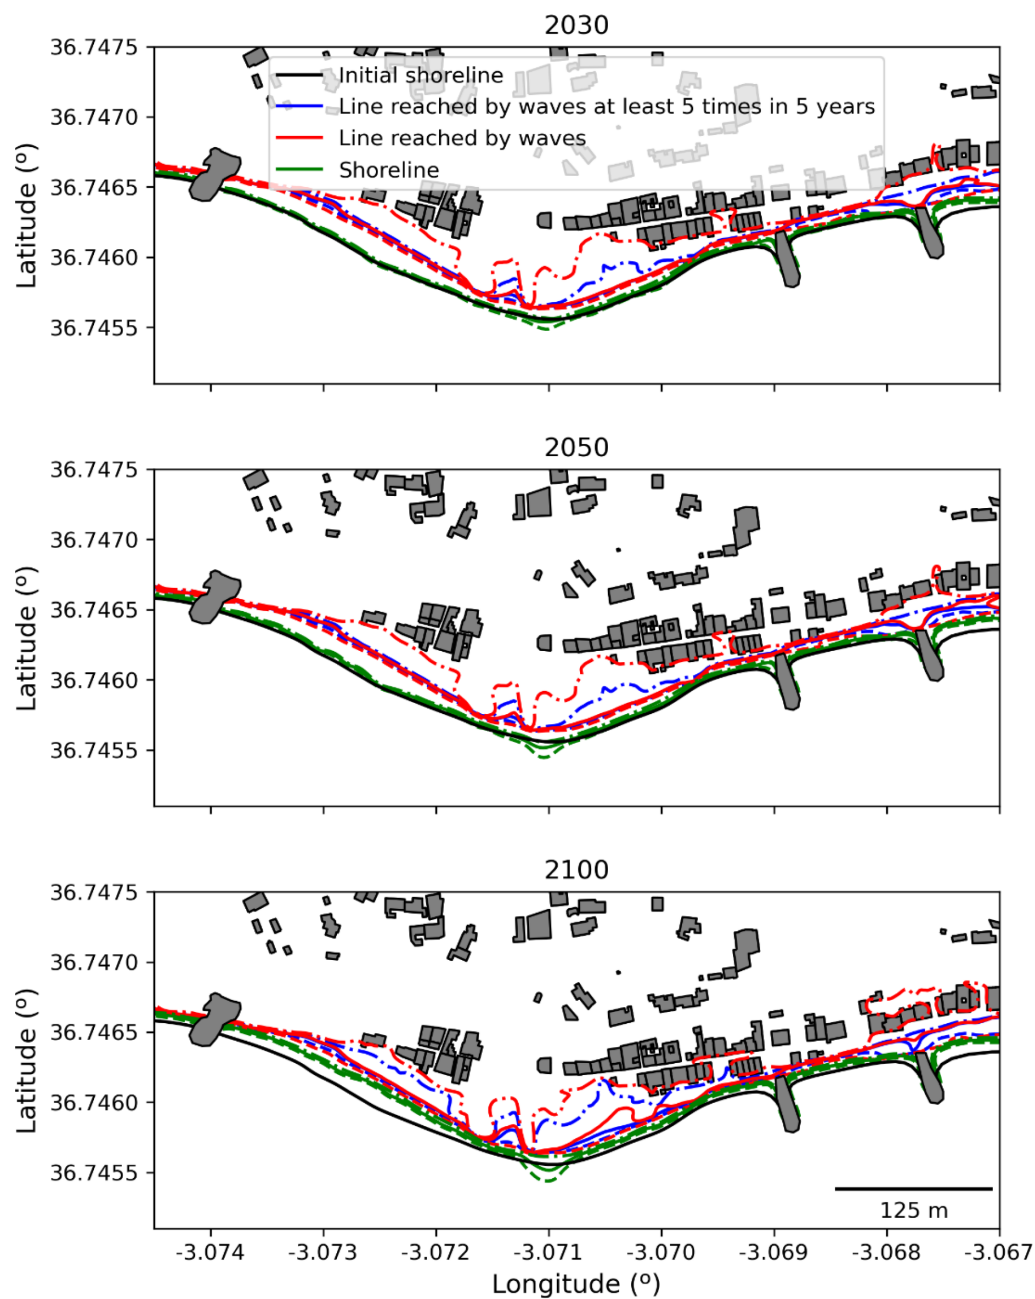 2030
36.7475
36.7470
36.7465
36.7460
36.7455
Latitude (º)
Initial shoreline
Line reached by waves at least 5 times in 5 years
Line reached by waves
Shoreline
2050
36.7475
36.7470
36.7465
36.7460
36.7455
Latitude (º)
2100
36.7475
36.7470
36.7465
36.7460
36.7455
Latitude (º)
125 m
-3.074 -3.073 -3.072 -3.071 -3.070 -3.069 -3.068 -3.067
Longitude (º)